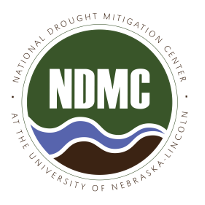 NATIONAL DROUGHT MITIGATION CENTER
NDMC
• AT THE UNIVERSITY OF NEBRASKA-LINCOLN •